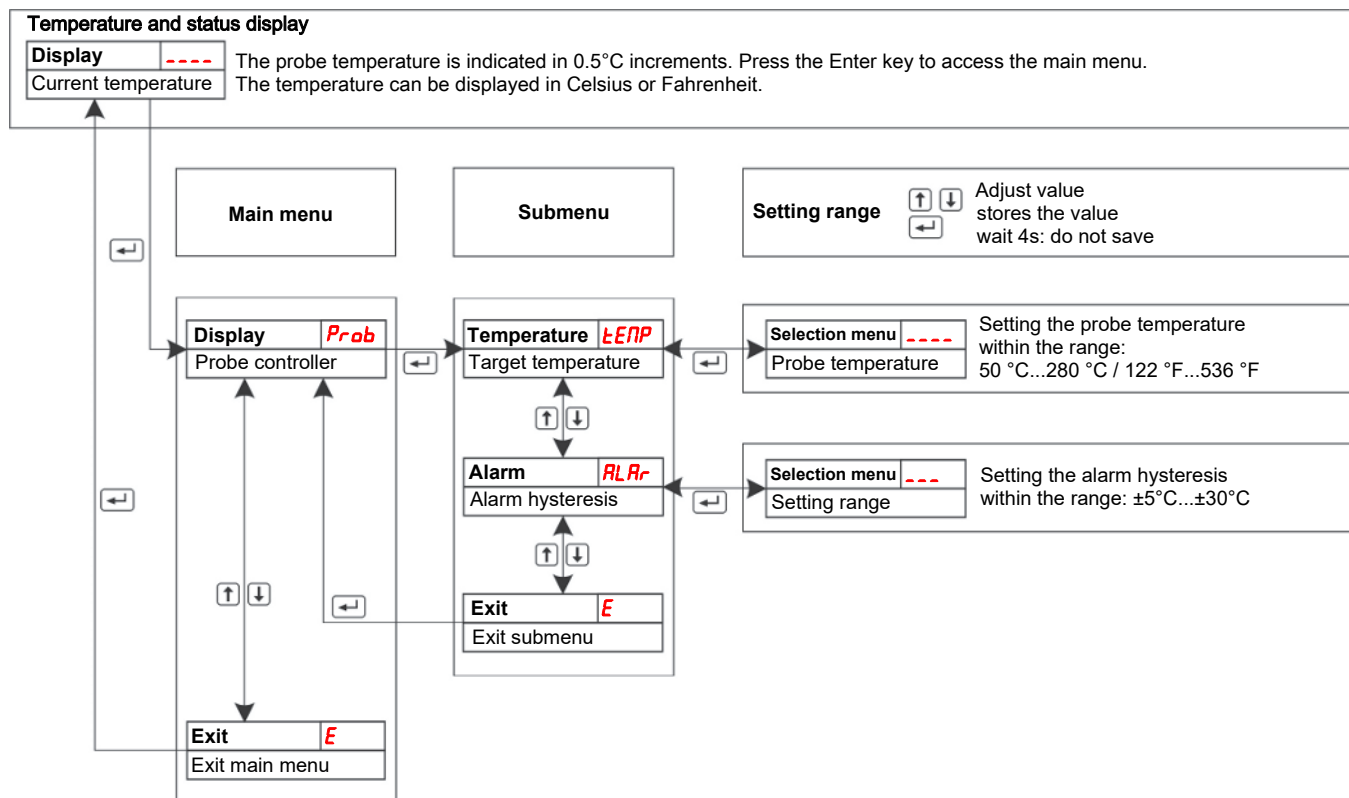 Temperature and status display
Display ----
Current temperature
The probe temperature is indicated in 0.5°C increments. Press the Enter key to access the main menu.
The temperature can be displayed in Celsius or Fahrenheit.
Main menu
Submenu
Setting range ↑ ↓ ↵
Adjust value
stores the value
wait 4s: do not save
↵
Display Prob
Probe controller
↵
Temperature tEMP
Target temperature
↵
Selection menu ----
Probe temperature
Setting the probe temperature
within the range:
50 °C...280 °C / 122 °F...536 °F
↑ ↓
Alarm ALAr
Alarm hysteresis
↵
Selection menu ---
Setting range
Setting the alarm hysteresis
within the range: ±5°C...±30°C
↵
↑ ↓
↑ ↓
↵
Exit E
Exit submenu
Exit E
Exit main menu